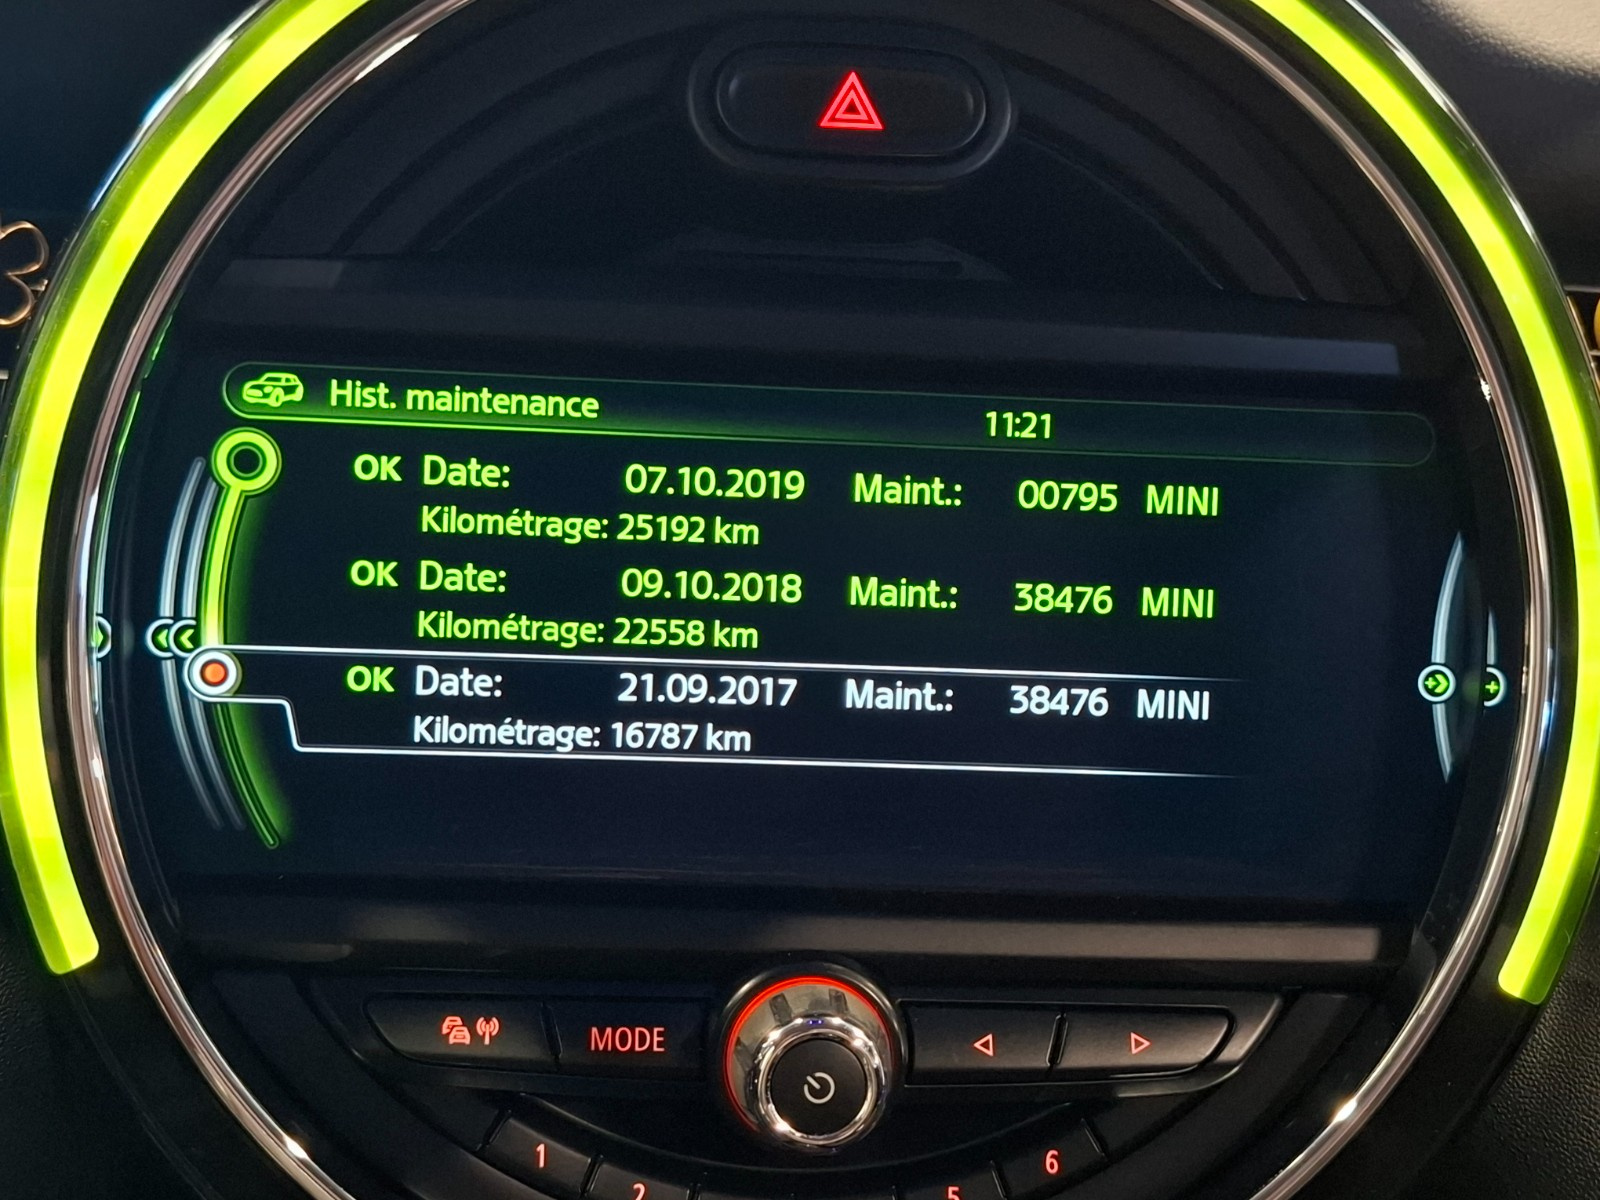 Hist. maintenance 11:21
OK Date: 07.10.2019 Maint.: 00795 MINI
Kilométrage: 25192 km
OK Date: 09.10.2018 Maint.: 38476 MINI
Kilométrage: 22558 km
OK Date: 21.09.2017 Maint.: 38476 MINI
Kilométrage: 16787 km
MODE
1 6
2 5